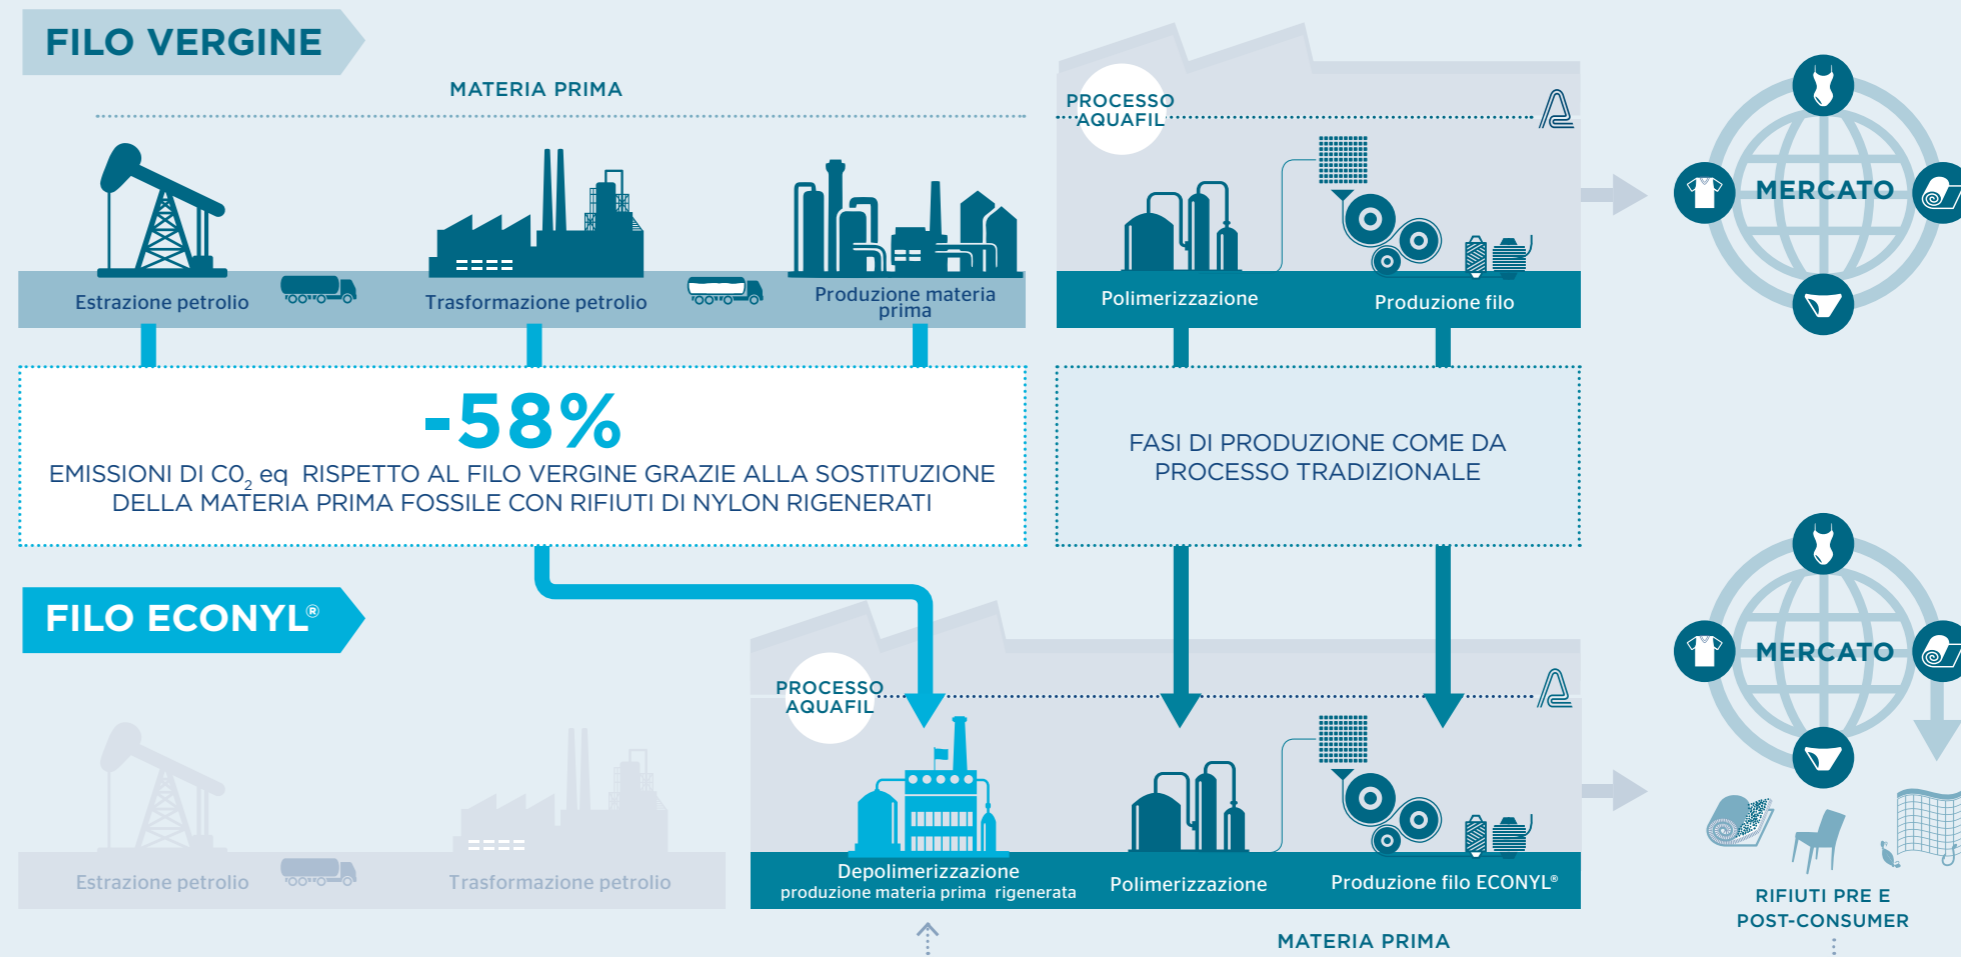 FILO VERGINE
MATERIA PRIMA
PROCESSO
AQUAFIL
MERCATO
Estrazione petrolio
Trasformazione petrolio
Produzione materia
prima
Polimerizzazione
Produzione filo
-58%
EMISSIONI DI C0₂ eq RISPETTO AL FILO VERGINE GRAZIE ALLA SOSTITUZIONE
DELLA MATERIA PRIMA FOSSILE CON RIFIUTI DI NYLON RIGENERATI
FASI DI PRODUZIONE COME DA
PROCESSO TRADIZIONALE
FILO ECONYL®
PROCESSO
AQUAFIL
MERCATO
Estrazione petrolio
Trasformazione petrolio
Depolimerizzazione
produzione materia prima rigenerata
Polimerizzazione
Produzione filo ECONYL®
RIFIUTI PRE E
POST-CONSUMER
MATERIA PRIMA